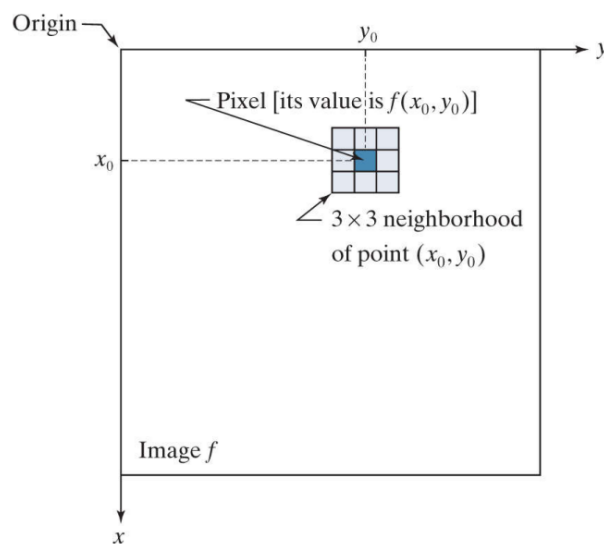 Origin
y₀
y
Pixel [its value is f(x₀, y₀)]
x₀
3 × 3 neighborhood
of point (x₀, y₀)
Image f
x